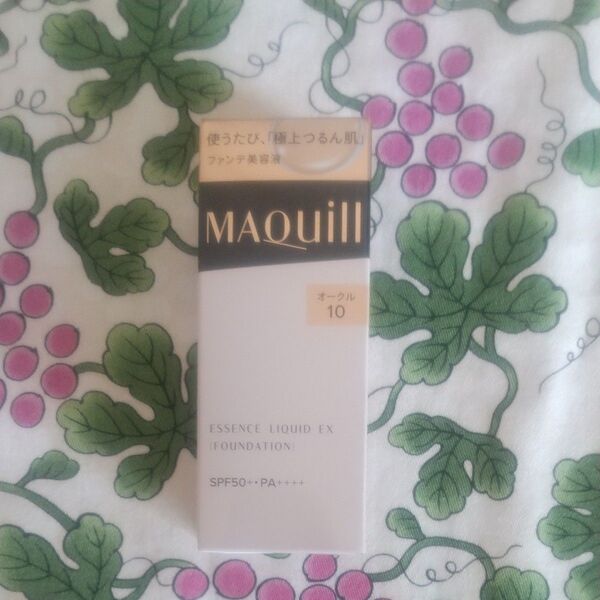 使うたび、「極上つるん肌」
ファンデ美容液
MAQuill
オークル
10
ESSENCE LIQUID EX
(FOUNDATION)
SPF50+・PA++++